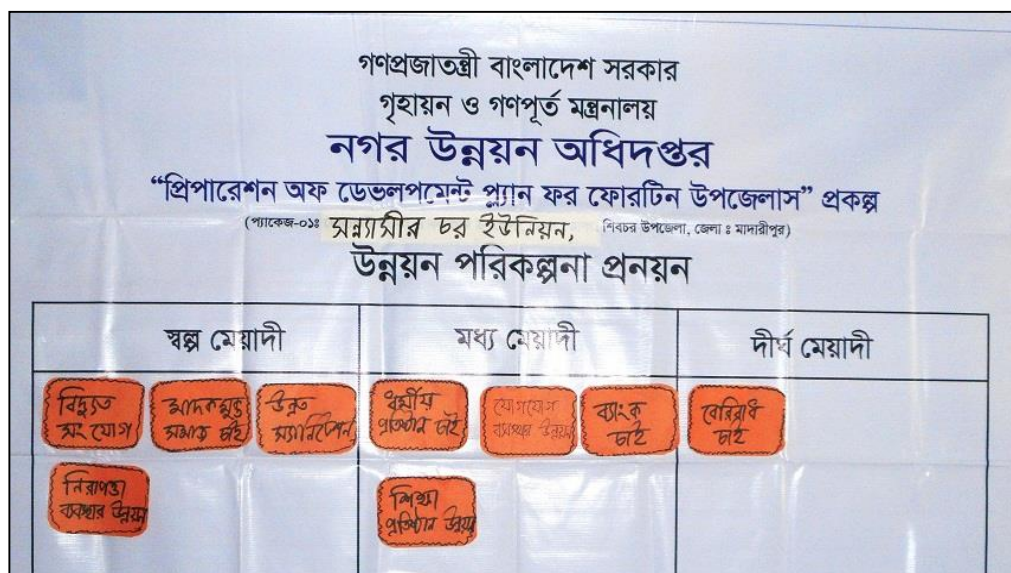 গণপ্রজাতন্ত্রী বাংলাদেশ সরকার
গৃহায়ন ও গণপূর্ত মন্ত্রনালয়
নগর উন্নয়ন অধিদপ্তর
“প্রিপারেশন অফ ডেভলপমেন্ট প্ল্যান ফর ফোরটিন উপজেলাস” প্রকল্প
(প্যাকেজ-০১ঃ সন্ন্যাসীর চর ইউনিয়ন, শিবচর উপজেলা, জেলা ঃ মাদারীপুর)
উন্নয়ন পরিকল্পনা প্রনয়ন
স্বল্প মেয়াদী মধ্য মেয়াদী দীর্ঘ মেয়াদী
বিদ্যুত
সংযোগ
মাদকমুক্ত
সমাজ চাই
উন্নত
স্যানিটেশন
ধর্মীয়
প্রতিষ্ঠান চাই
যোগাযোগ
ব্যবস্থার উন্নয়ন
ব্যাংক
চাই
বেরিবাধ
চাই
নিরাপত্তা
ব্যবস্থার উন্নয়ন
শিক্ষা
প্রতিষ্ঠান উন্নয়ন